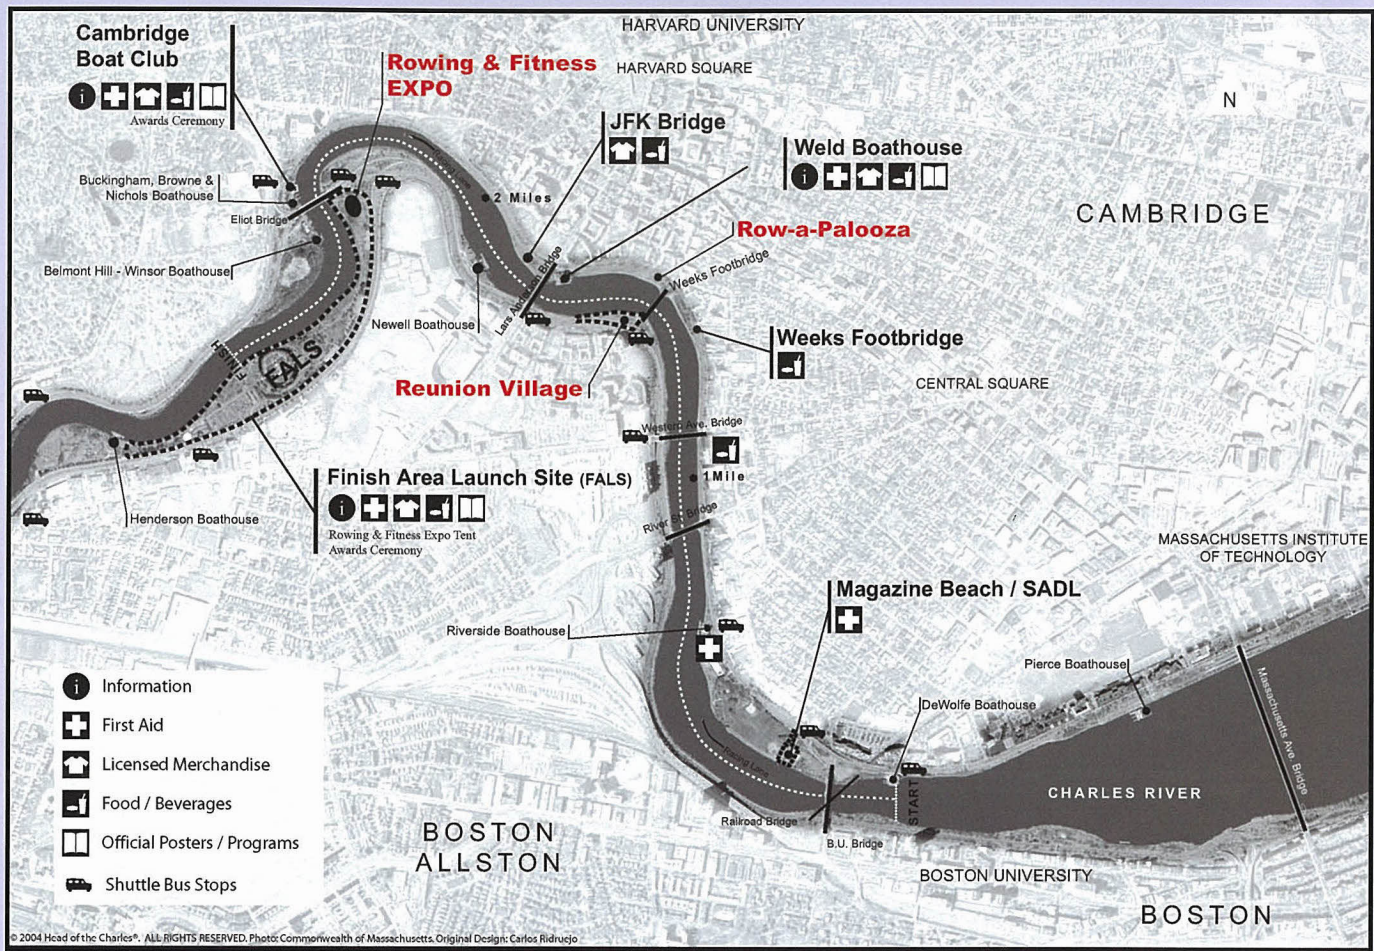 HARVARD UNIVERSITY
HARVARD SQUARE
Cambridge
Boat Club
Awards Ceremony
Rowing & Fitness
EXPO
N
JFK Bridge
Weld Boathouse
Buckingham, Browne &
Nichols Boathouse
Eliot Bridge
2 Miles
CAMBRIDGE
Row-a-Palooza
Belmont Hill - Winsor Boathouse
Weeks Footbridge
Newell Boathouse
Lars Anderson Bridge
Weeks Footbridge
FINISH
FALS
Reunion Village
CENTRAL SQUARE
Western Ave. Bridge
1Mile
Finish Area Launch Site (FALS)
Rowing & Fitness Expo Tent
Awards Ceremony
Henderson Boathouse
River St. Bridge
MASSACHUSETTS INSTITUTE
OF TECHNOLOGY
Magazine Beach / SADL
Riverside Boathouse
Pierce Boathouse
DeWolfe Boathouse
Massachusetts Ave. Bridge
Racing Lane
START
CHARLES RIVER
Railroad Bridge
B.U. Bridge
BOSTON
ALLSTON
BOSTON UNIVERSITY
BOSTON
i Information
First Aid
Licensed Merchandise
Food / Beverages
Official Posters / Programs
Shuttle Bus Stops
© 2004 Head of the Charles®. ALL RIGHTS RESERVED. Photo: Commonwealth of Massachusetts. Original Design: Carlos Ridruejo